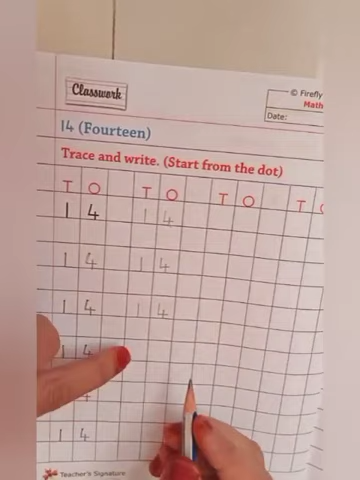 Classwork
© Firefly
Math
Date:
14 (Fourteen)
Trace and write. (Start from the dot)
T O T O T O T
1 4 1 4
1 4 1 4
1 4 1 4
1 4
4
1 4
Teacher's Signature